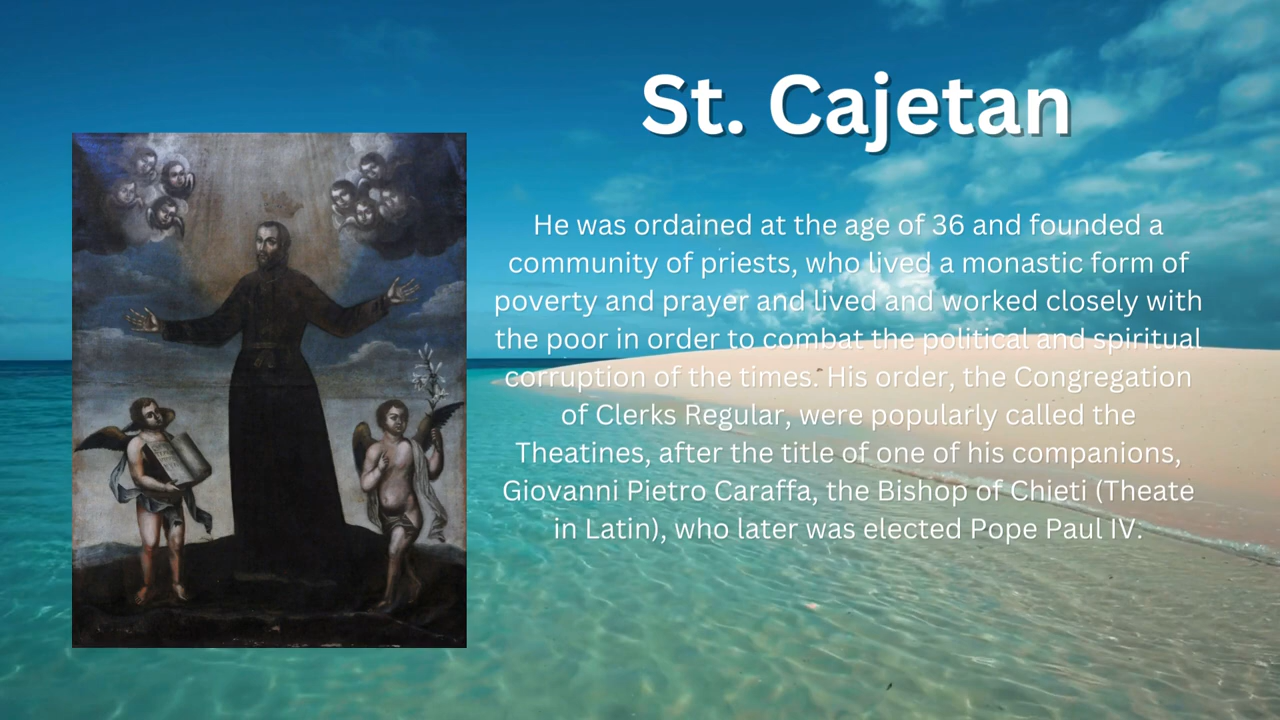 St. Cajetan
He was ordained at the age of 36 and founded a
community of priests, who lived a monastic form of
poverty and prayer and lived and worked closely with
the poor in order to combat the political and spiritual
corruption of the times. His order, the Congregation
of Clerks Regular, were popularly called the
Theatines, after the title of one of his companions,
Giovanni Pietro Caraffa, the Bishop of Chieti (Theate
in Latin), who later was elected Pope Paul IV.